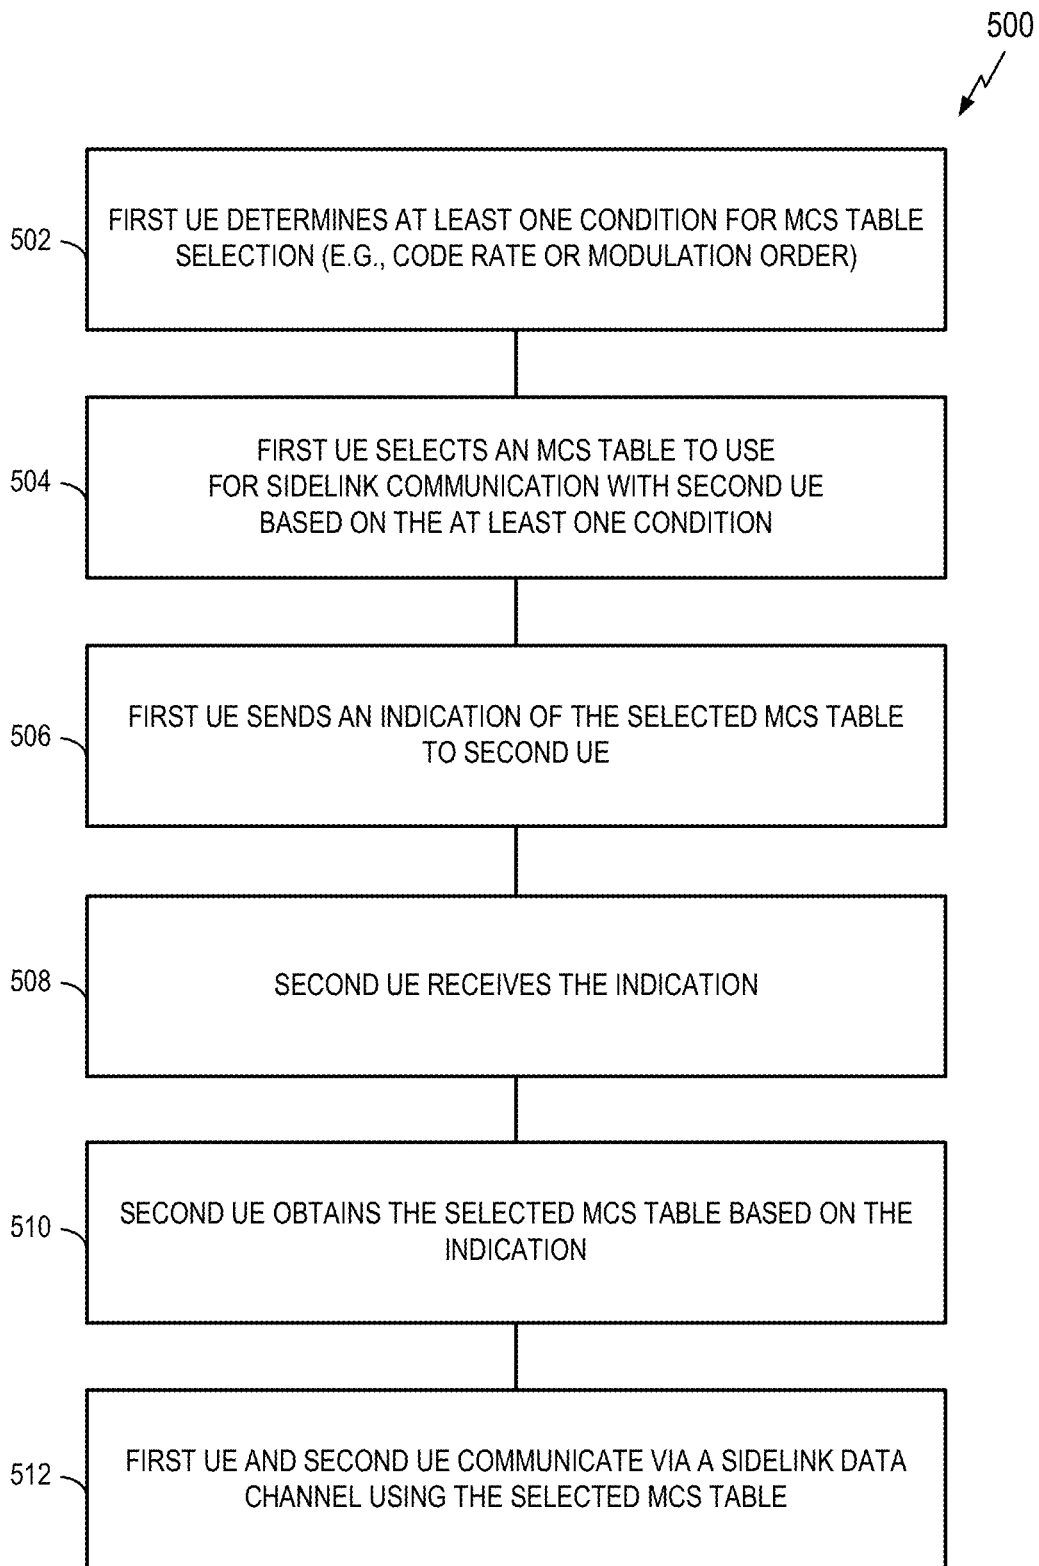 500
502
FIRST UE DETERMINES AT LEAST ONE CONDITION FOR MCS TABLE
SELECTION (E.G., CODE RATE OR MODULATION ORDER)
504
FIRST UE SELECTS AN MCS TABLE TO USE
FOR SIDELINK COMMUNICATION WITH SECOND UE
BASED ON THE AT LEAST ONE CONDITION
506
FIRST UE SENDS AN INDICATION OF THE SELECTED MCS TABLE
TO SECOND UE
508
SECOND UE RECEIVES THE INDICATION
510
SECOND UE OBTAINS THE SELECTED MCS TABLE BASED ON THE
INDICATION
512
FIRST UE AND SECOND UE COMMUNICATE VIA A SIDELINK DATA
CHANNEL USING THE SELECTED MCS TABLE